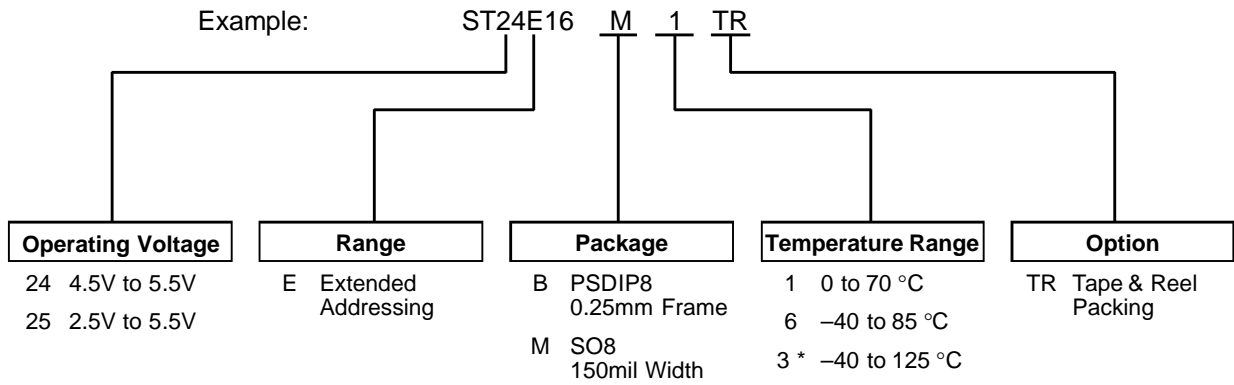 Example: ST24E16 M 1 TR
Operating Voltage
24 4.5V to 5.5V
25 2.5V to 5.5V
Range
E Extended
Addressing
Package
B PSDIP8
0.25mm Frame
M SO8
150mil Width
Temperature Range
1 0 to 70 °C
6 –40 to 85 °C
3 * –40 to 125 °C
Option
TR Tape & Reel
Packing